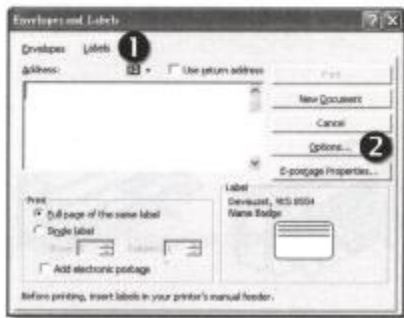 Envelopes and Labels
Envelopes Labels 1
Address: Use return address
Print
New Document
Cancel
Options... 2
E-postage Properties...
Print
Full page of the same label
Single label
Add electronic postage
Label
Name Badge
Before printing, insert labels in your printer's manual feeder.